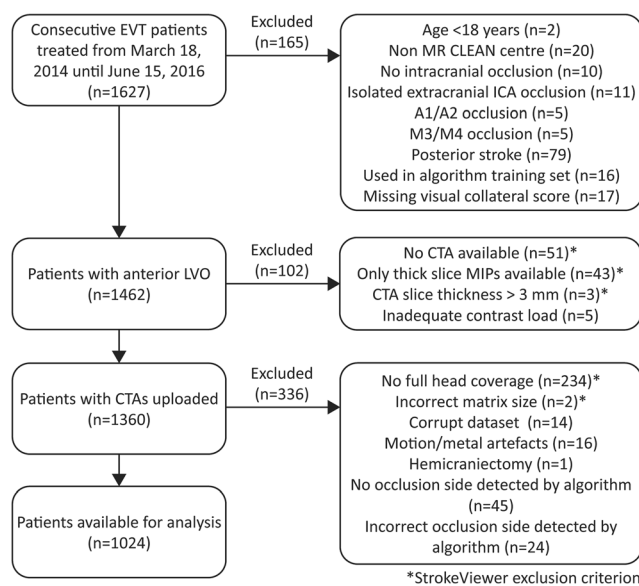 Consecutive EVT patients
treated from March 18,
2014 until June 15, 2016
(n=1627)
Excluded
(n=165)
Age <18 years (n=2)
Non MR CLEAN centre (n=20)
No intracranial occlusion (n=10)
Isolated extracranial ICA occlusion (n=11)
A1/A2 occlusion (n=5)
M3/M4 occlusion (n=5)
Posterior stroke (n=79)
Used in algorithm training set (n=16)
Missing visual collateral score (n=17)
Patients with anterior LVO
(n=1462)
Excluded
(n=102)
No CTA available (n=51)*
Only thick slice MIPs available (n=43)*
CTA slice thickness > 3 mm (n=3)*
Inadequate contrast load (n=5)
Patients with CTAs uploaded
(n=1360)
Excluded
(n=336)
No full head coverage (n=234)*
Incorrect matrix size (n=2)*
Corrupt dataset (n=14)
Motion/metal artefacts (n=16)
Hemicraniectomy (n=1)
No occlusion side detected by algorithm
(n=45)
Incorrect occlusion side detected by
algorithm (n=24)
Patients available for analysis
(n=1024)
*StrokeViewer exclusion criterion